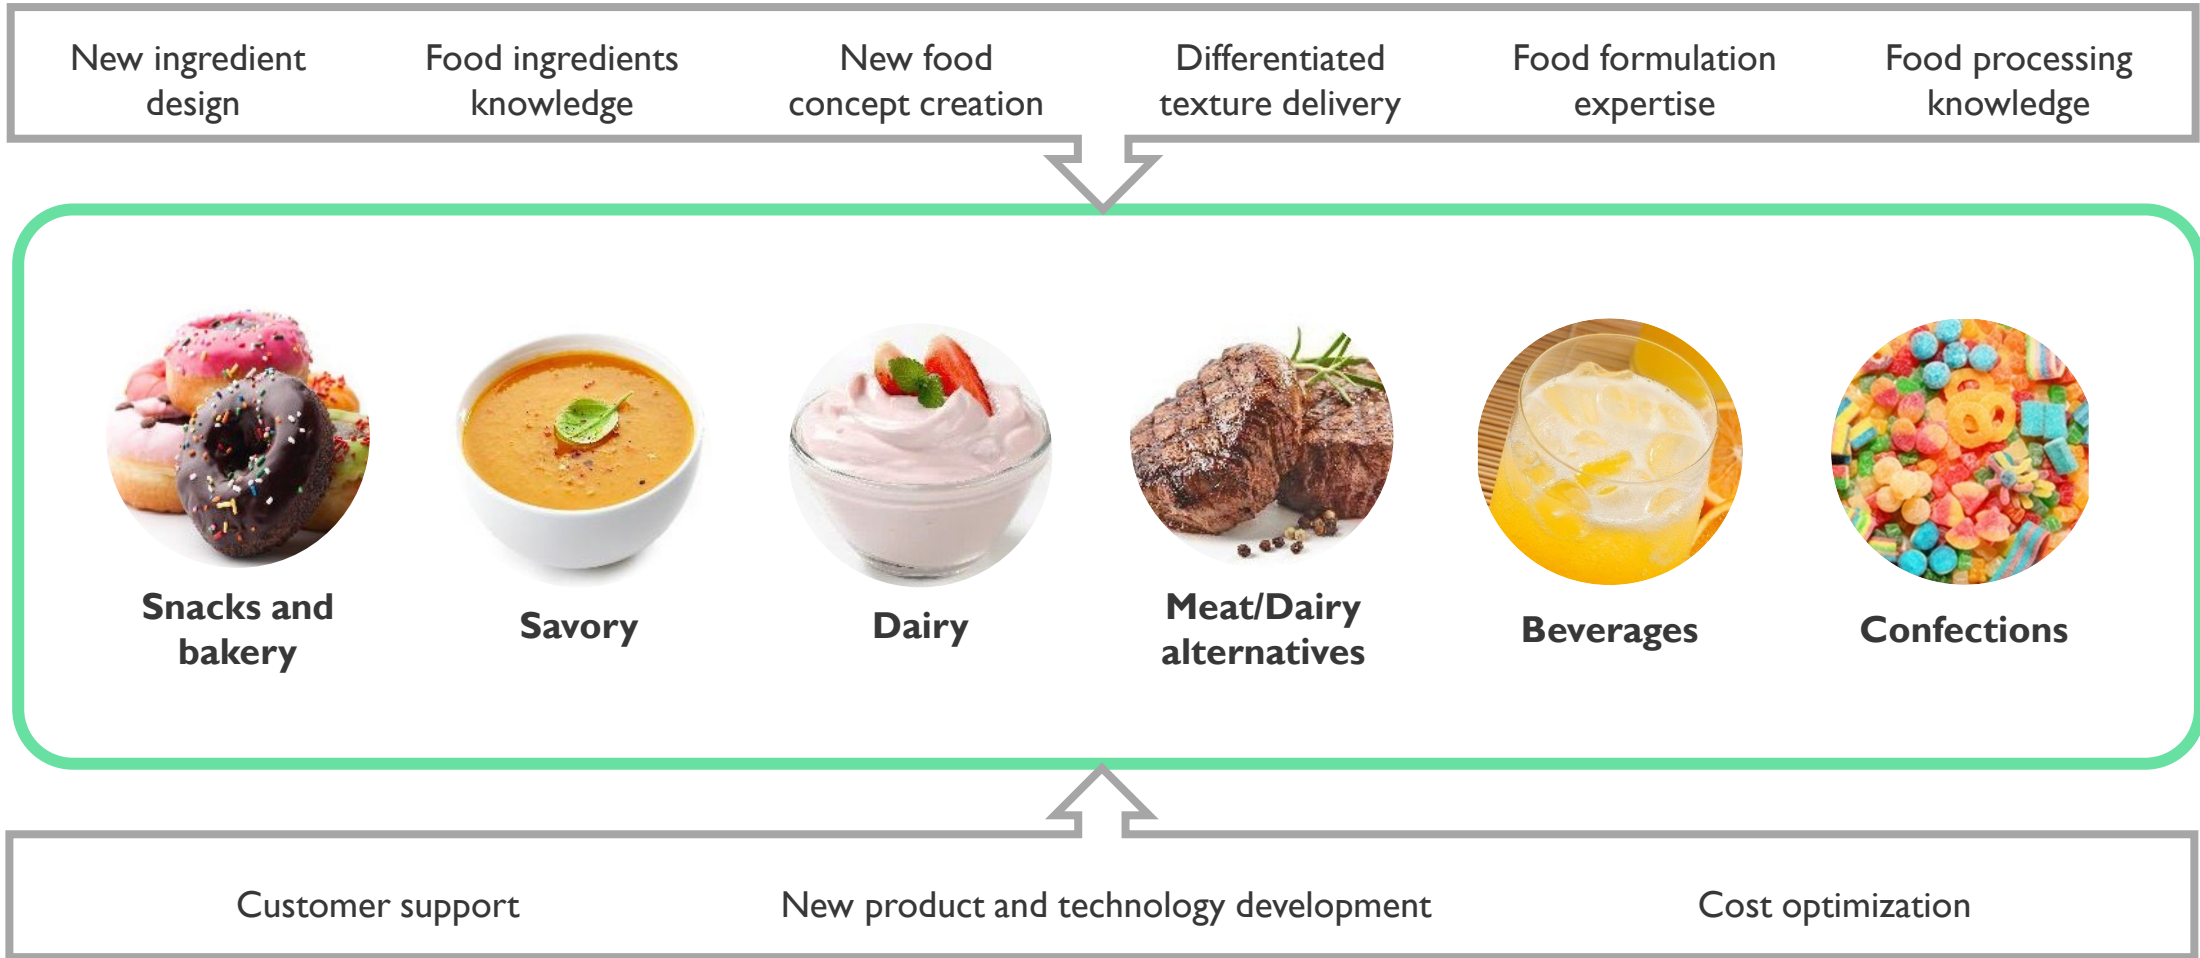 New ingredient
design
Food ingredients
knowledge
New food
concept creation
Differentiated
texture delivery
Food formulation
expertise
Food processing
knowledge
Snacks and
bakery
Savory
Dairy
Meat/Dairy
alternatives
Beverages
Confections
Customer support
New product and technology development
Cost optimization